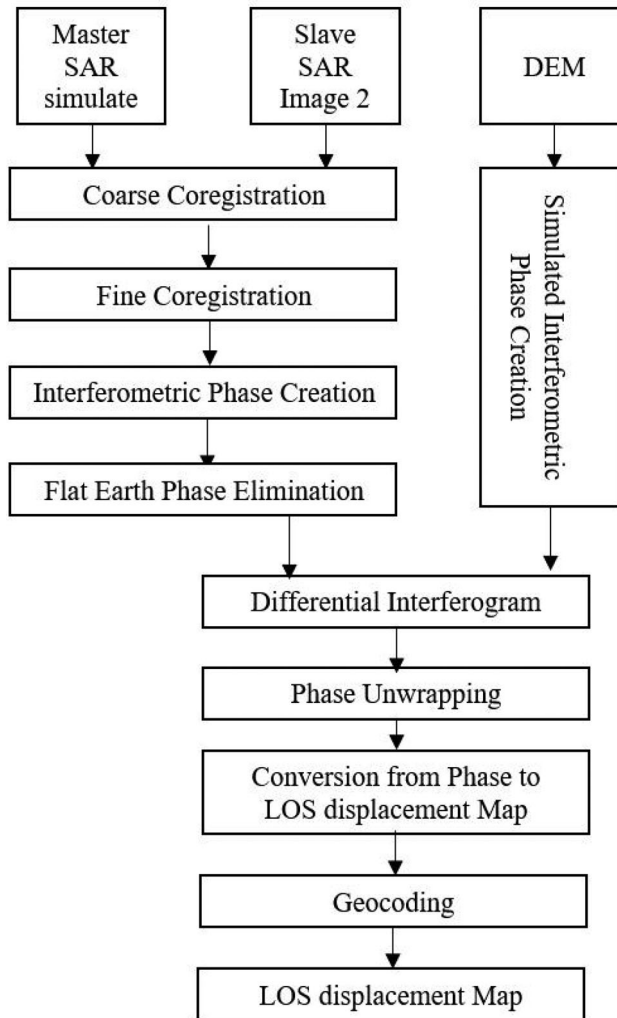 Master
SAR
simulate
Slave
SAR
Image 2
DEM
Coarse Coregistration
Fine Coregistration
Interferometric Phase Creation
Flat Earth Phase Elimination
Simulated Interferometric
Phase Creation
Differential Interferogram
Phase Unwrapping
Conversion from Phase to
LOS displacement Map
Geocoding
LOS displacement Map